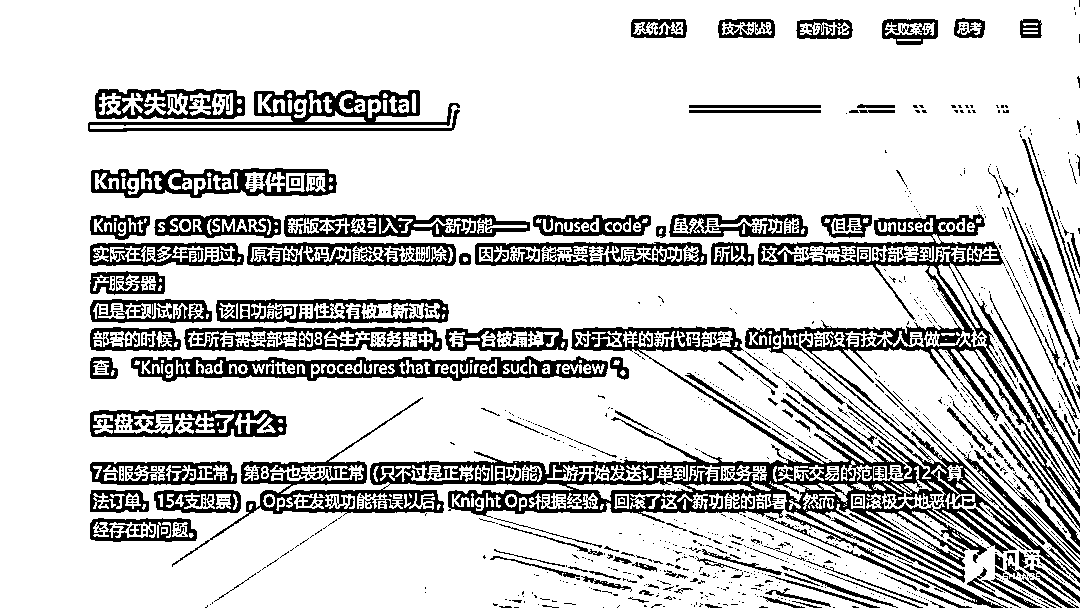 系统介绍 技术挑战 实例讨论 失败案例 思考
技术失败实例：Knight Capital
Knight Capital 事件回顾：
Knight’s SOR (SMARS)：新版本升级引入了一个新功能——“Unused code”，虽然是一个新功能，“但是”unused code”
实际在很多年前用过，原有的代码/功能没有被删除）。因为新功能需要替代原来的功能，所以，这个部署需要同时部署到所有的生
产服务器；
但是在测试阶段，该旧功能可用性没有被重新测试；
部署的时候，在所有需要部署的8台生产服务器中，有一台被漏掉了，对于这样的新代码部署，Knight内部没有技术人员做二次检
查，“Knight had no written procedures that required such a review “。
实盘交易发生了什么：
7台服务器行为正常，第8台也表现正常（只不过是正常的旧功能）上游开始发送订单到所有服务器（实际交易的范围是212个算
法订单，154支股票），Ops在发现功能错误以后，Knight Ops根据经验，回滚了这个新功能的部署，然而，回滚极大地恶化已
经存在的问题。